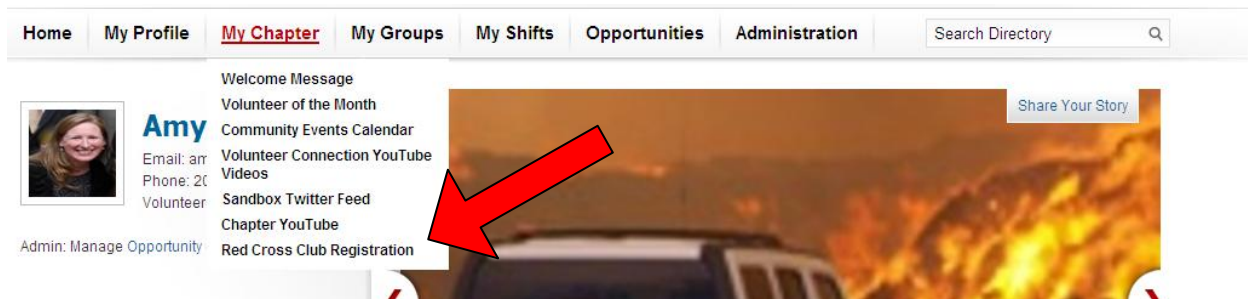 Home My Profile My Chapter My Groups My Shifts Opportunities Administration Search Directory
Welcome Message
Volunteer of the Month
Community Events Calendar
Volunteer Connection YouTube
Videos
Sandbox Twitter Feed
Chapter YouTube
Red Cross Club Registration
Share Your Story
Amy
Email: am
Phone: 20
Volunteer
Admin: Manage Opportunity